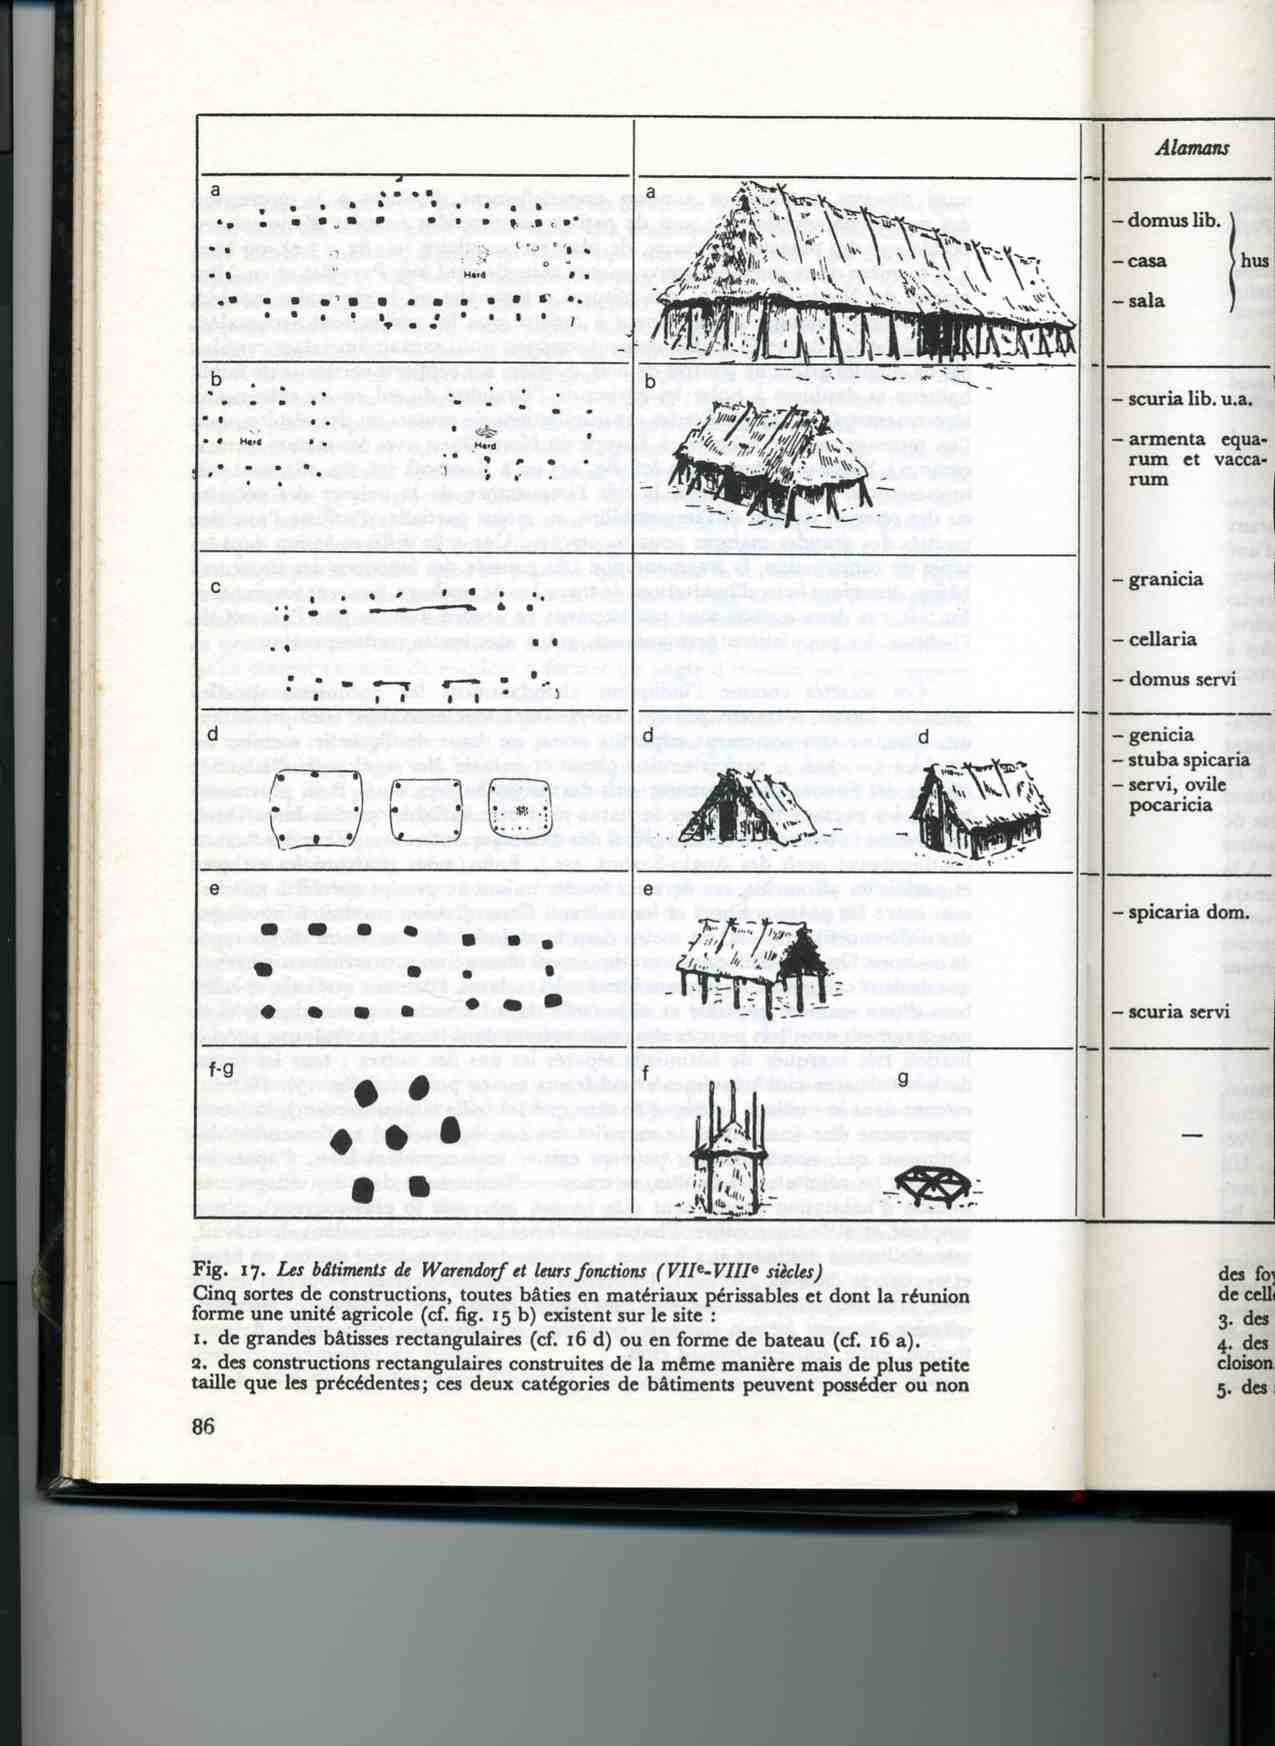 a
Herd
a
b
Herd
Herd
b
c
d
d
d
e
e
f-g
f
g
Fig. 17. Les bâtiments de Warendorf et leurs fonctions (VIIe-VIIIe siècles)
Cinq sortes de constructions, toutes bâties en matériaux périssables et dont la réunion
forme une unité agricole (cf. fig. 15 b) existent sur le site :
1. de grandes bâtisses rectangulaires (cf. 16 d) ou en forme de bateau (cf. 16 a).
2. des constructions rectangulaires construites de la même manière mais de plus petite
taille que les précédentes; ces deux catégories de bâtiments peuvent posséder ou non
86
Alamans
– domus lib.
– casa
hus
– sala
– scuria lib. u.a.
– armenta equa-
rum et vacca-
rum
– granicia
– cellaria
– domus servi
– genicia
– stuba spicaria
– servi, ovile
pocaricia
– spicaria dom.
– scuria servi
–
des
de
3. des
4. des
cloison
5. des